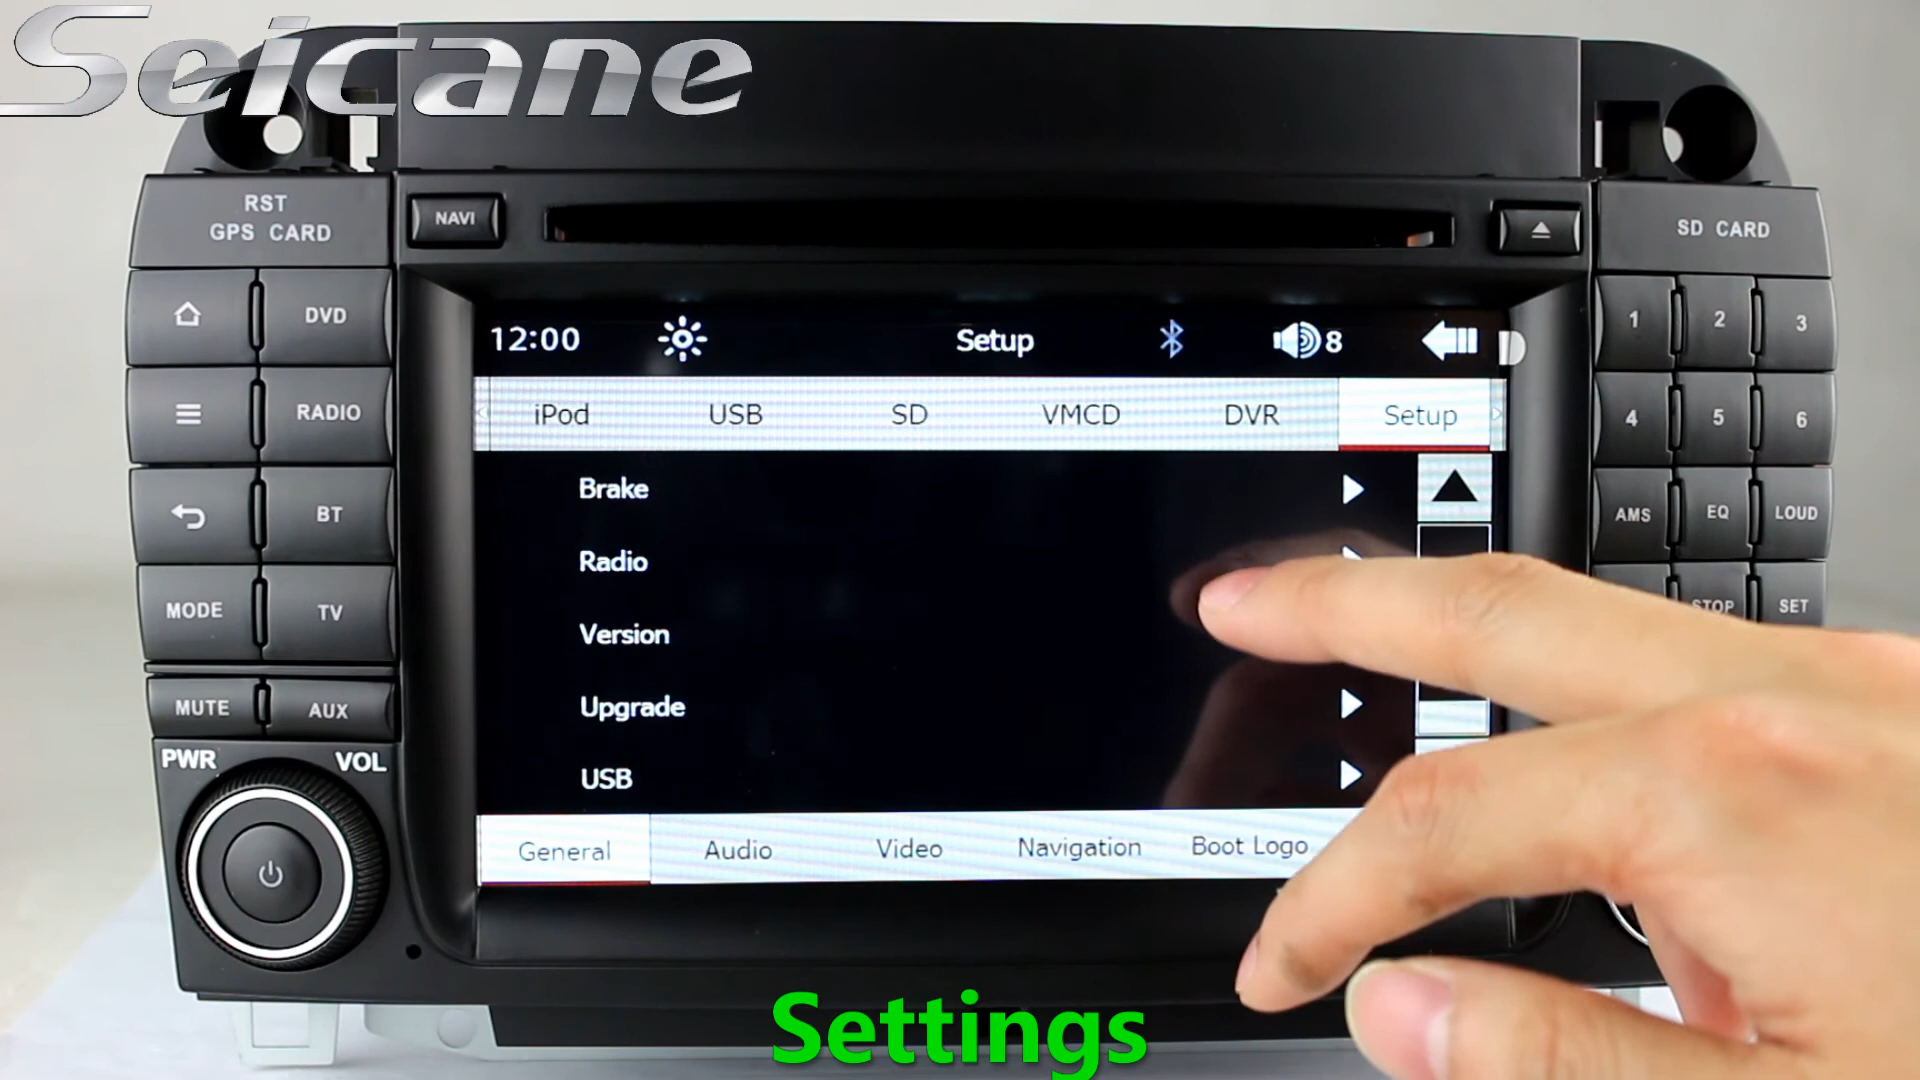 Seicane
RST
GPS CARD
NAVI
SD CARD
DVD
RADIO
BT
MODE
TV
MUTE
AUX
PWR
VOL
12:00
Setup
8
iPod
USB
SD
VMCD
DVR
Setup
Brake
Radio
Version
Upgrade
USB
General
Audio
Video
Navigation
Boot Logo
1
2
3
4
5
6
AMS
EQ
LOUD
STOP
SET
Settings